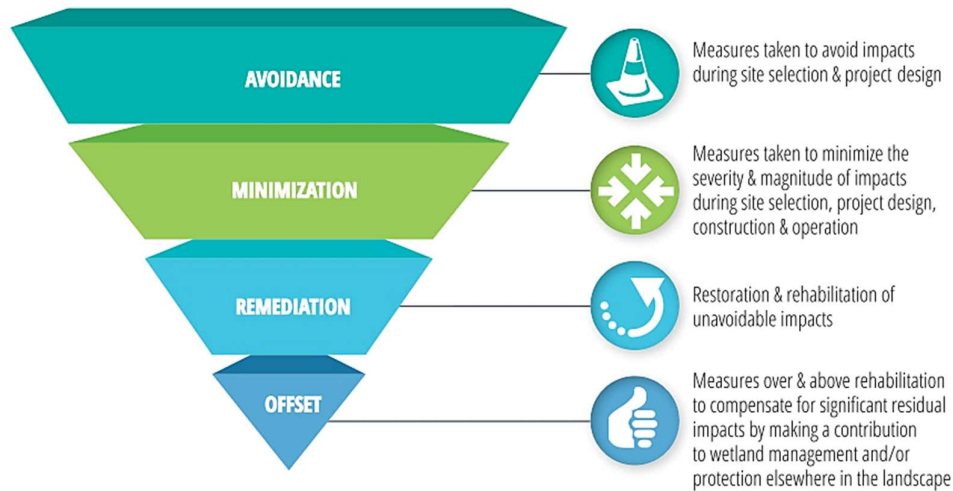 AVOIDANCE
Measures taken to avoid impacts
during site selection & project design
MINIMIZATION
Measures taken to minimize the
severity & magnitude of impacts
during site selection, project design,
construction & operation
REMEDIATION
Restoration & rehabilitation of
unavoidable impacts
OFFSET
Measures over & above rehabilitation
to compensate for significant residual
impacts by making a contribution
to wetland management and/or
protection elsewhere in the landscape